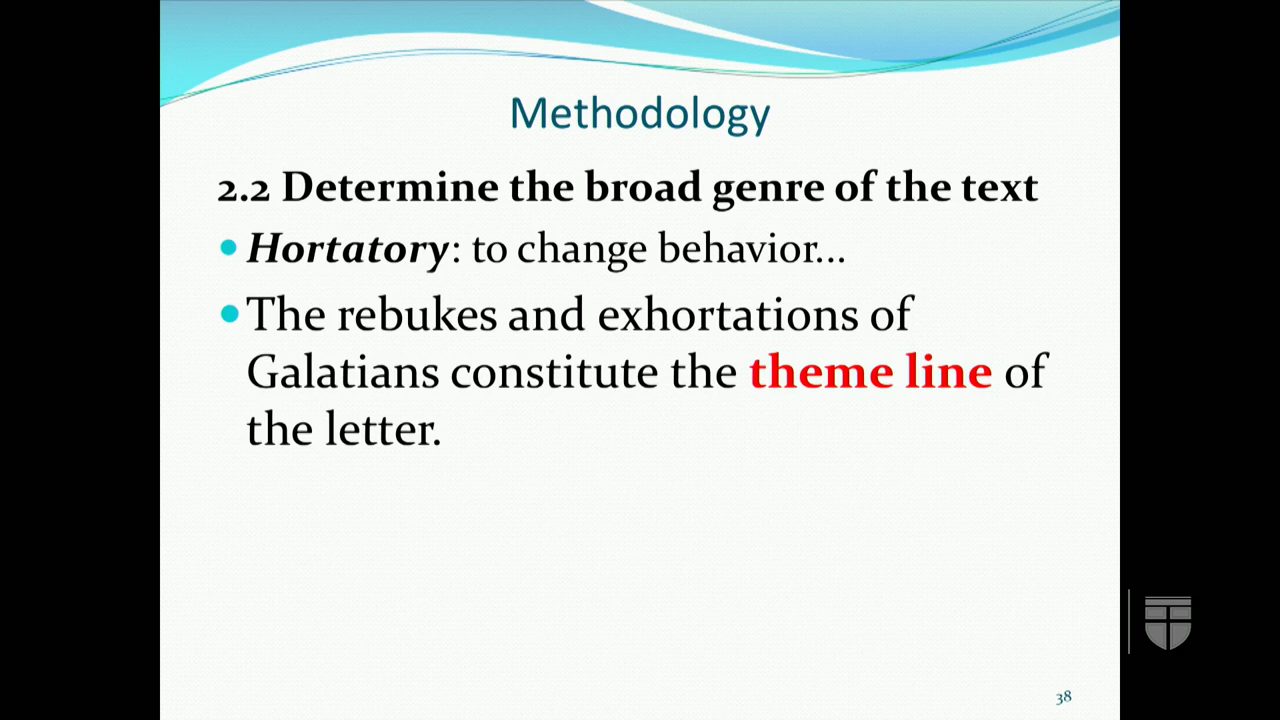 Methodology
2.2 Determine the broad genre of the text
Hortatory: to change behavior...
The rebukes and exhortations of
Galatians constitute the theme line of
the letter.
38